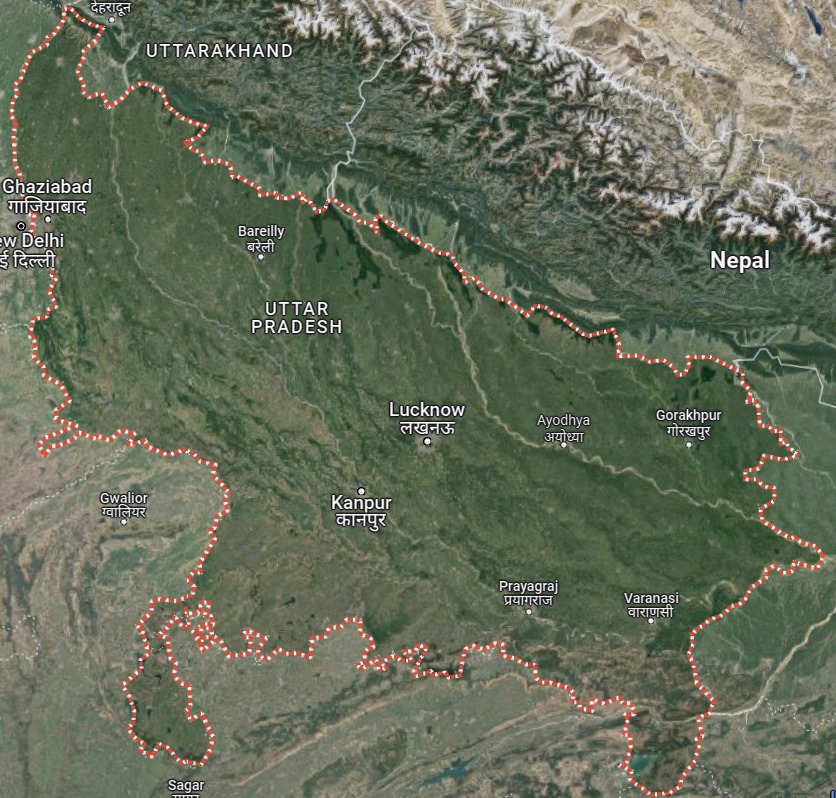 देहरादून
UTTARAKHAND
Ghaziabad
गाजियाबाद
ew Delhi
ई दिल्ली
Bareilly
बरेली
Nepal
UTTAR
PRADESH
Lucknow
लखनऊ
Ayodhya
अयोध्या
Gorakhpur
गोरखपुर
Gwalior
ग्वालियर
Kanpur
कानपुर
Prayagraj
प्रयागराज
Varanasi
वाराणसी
Sagar